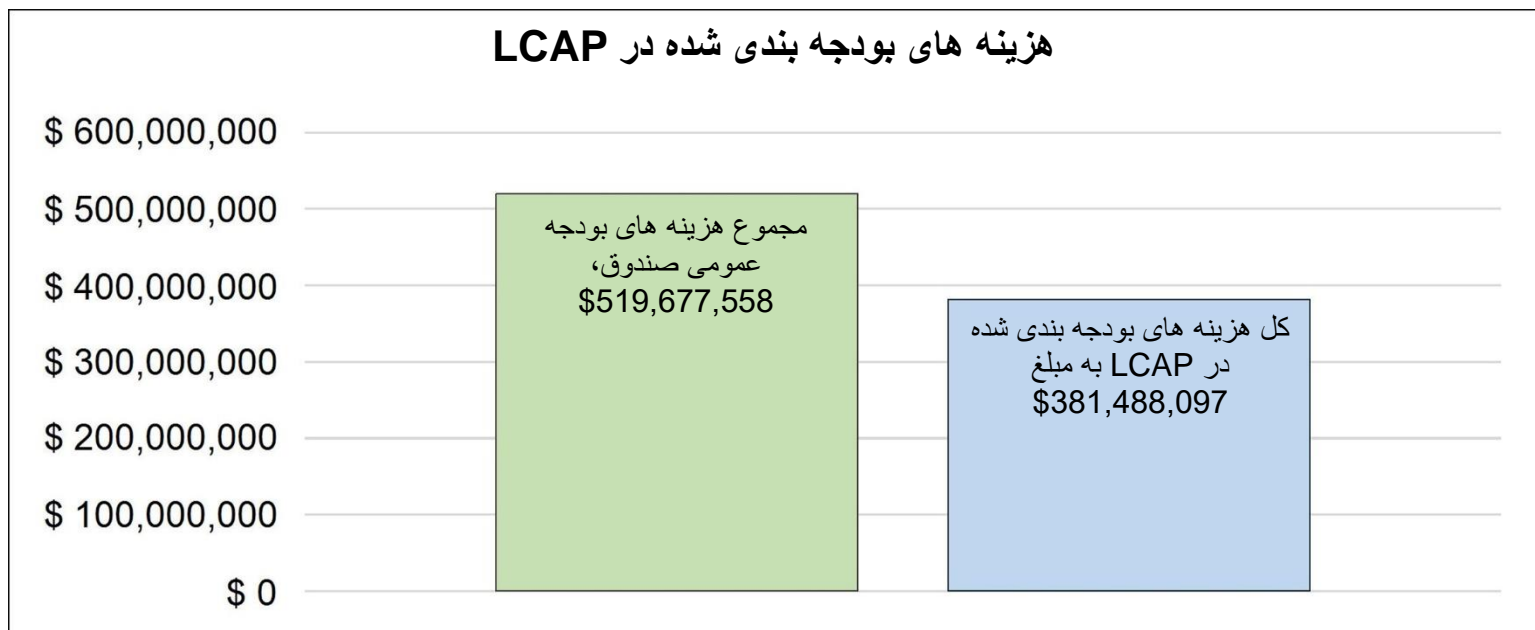 هزینه های بودجه بندی شده در LCAP
$ 600,000,000
$ 500,000,000
$ 400,000,000
$ 300,000,000
$ 200,000,000
$ 100,000,000
$ 0
مجموع هزینه های بودجه
عمومی صندوق،
$519,677,558
کل هزینه های بودجه بندی شده
در LCAP به مبلغ
$381,488,097